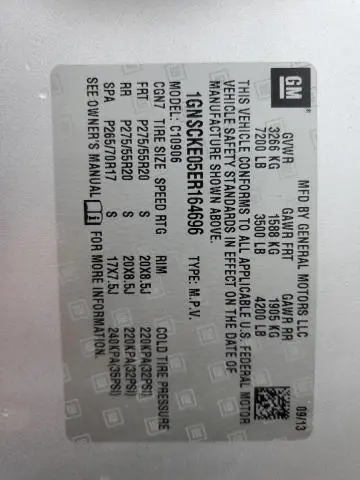 GM
MFD BY GENERAL MOTORS LLC 09/13
GVWR GAWR FRT GAWR RR
3266 KG 1588 KG 1905 KG
7200 LB 3500 LB 4200 LB
THIS VEHICLE CONFORMS TO ALL APPLICABLE U.S. FEDERAL MOTOR
VEHICLE SAFETY STANDARDS IN EFFECT ON THE DATE OF
MANUFACTURE SHOWN ABOVE.
1GNSCKE05ER164696 TYPE: M.P.V.
MODEL: C10906
CGN7 TIRE SIZE SPEED RTG RIM COLD TIRE PRESSURE
FRT P275/55R20 S 20X8.5J 220KPA(32PSI)
RR P275/55R20 S 20X8.5J 220KPA(32PSI)
SPA P265/70R17 S 17X7.5J 240KPA(35PSI)
SEE OWNER'S MANUAL FOR MORE INFORMATION.